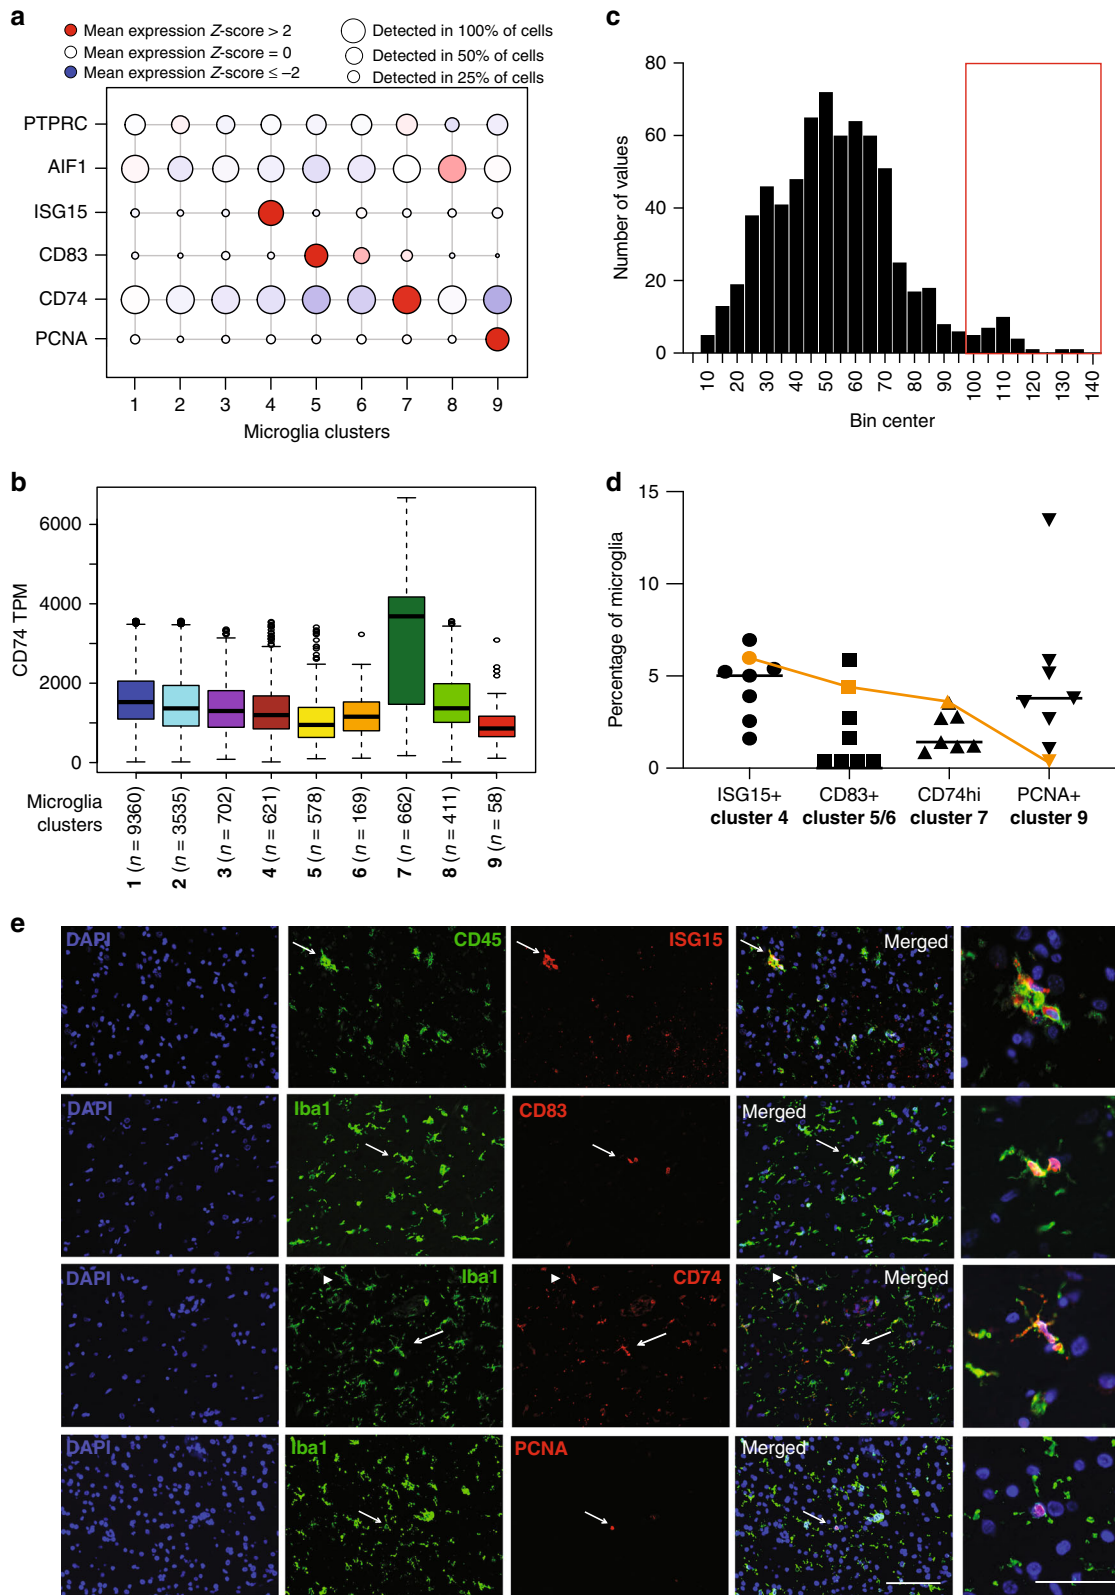 a
Mean expression Z-score > 2
Mean expression Z-score = 0
Mean expression Z-score ≤ −2
Detected in 100% of cells
Detected in 50% of cells
Detected in 25% of cells
PTPRC
AIF1
ISG15
CD83
CD74
PCNA
1 2 3 4 5 6 7 8 9
Microglia clusters
c
80
60
40
20
0
Number of values
10 20 30 40 50 60 70 80 90 100 110 120 130 140
Bin center
b
6000
4000
2000
0
CD74 TPM
Microglia
clusters
1 (n = 9360)
2 (n = 3535)
3 (n = 702)
4 (n = 621)
5 (n = 578)
6 (n = 169)
7 (n = 662)
8 (n = 411)
9 (n = 58)
d
15
10
5
0
Percentage of microglia
ISG15+
cluster 4
CD83+
cluster 5/6
CD74hi
cluster 7
PCNA+
cluster 9
e
DAPI
CD45
ISG15
Merged
DAPI
Iba1
CD83
Merged
DAPI
Iba1
CD74
Merged
DAPI
Iba1
PCNA
Merged